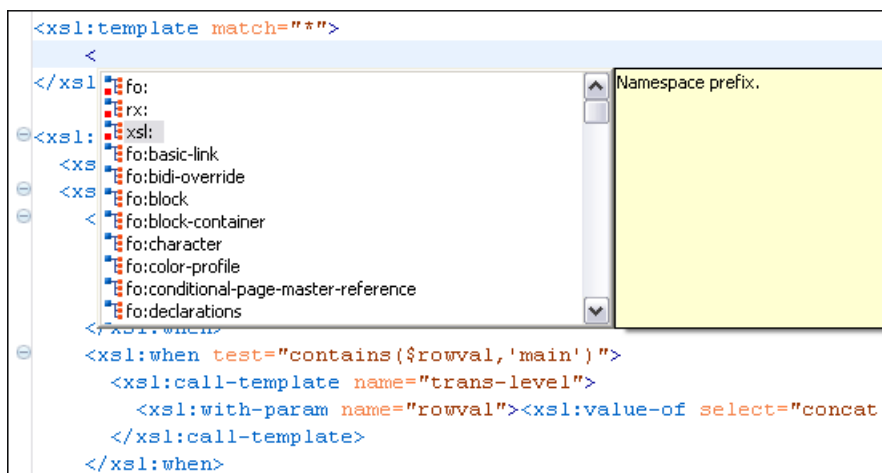 <xsl:template match="*">
<
</xsl
fo:
rx:
<xsl:
xsl:
fo:basic-link
<xs
fo:bidi-override
<xs
fo:block
<
fo:block-container
fo:character
fo:color-profile
fo:conditional-page-master-reference
fo:declarations
Namespace prefix.
</xsl:when>
<xsl:when test="contains($rowval,'main')">
<xsl:call-template name="trans-level">
<xsl:with-param name="rowval"><xsl:value-of select="concat
</xsl:call-template>
</xsl:when>